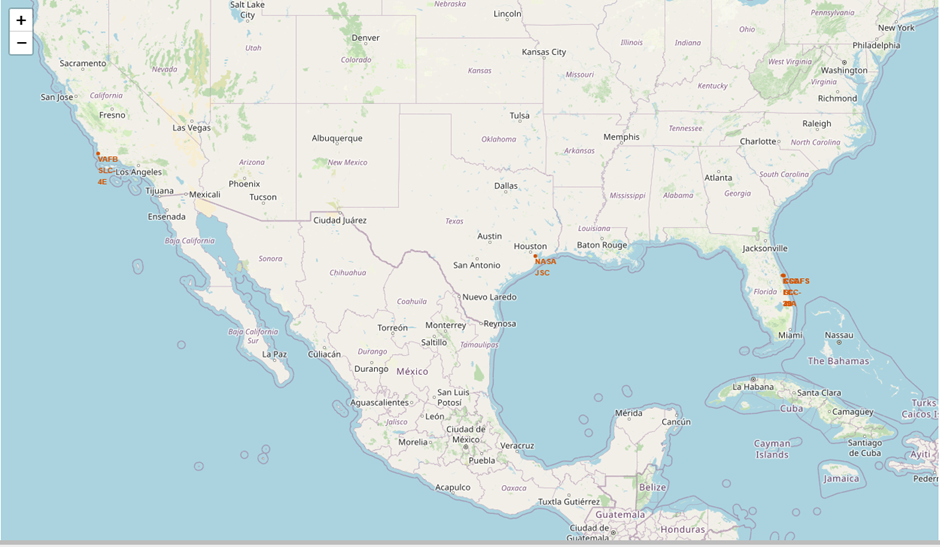 +
−
Salt Lake
City
Nebraska
Lincoln
Pennsylvania
New York
Philadelphia
Denver
Utah
Colorado
Kansas City
Illinois
Indiana
Ohio
Sacramento
Nevada
Kansas
Missouri
West Virginia
Washington
Virginia
San Jose
California
Kentucky
Richmond
Fresno
Las Vegas
Tulsa
Raleigh
Albuquerque
Oklahoma
Memphis
Tennessee
Charlotte
North Carolina
Arkansas
VAFB
SLC-
4E
Los Angeles
Arizona
New Mexico
South Carolina
Phoenix
Dallas
Atlanta
Tijuana
Mexicali
Tucson
Mississippi
Alabama
Georgia
Ensenada
Ciudad Juárez
Texas
Louisiana
Baja California
Austin
Houston
Baton Rouge
Jacksonville
Sonora
San Antonio
NASA
JSC
Chihuahua
Florida
Coahuila
Nuevo Laredo
Baja California
Sur
Torreón
Monterrey
Reynosa
Miami
Nassau
Saltillo
Tamaulipas
La Paz
Culiacán
Durango
The Bahamas
Durango
México
La Habana
Santa Clara
Aguascalientes
San Luis
Potosí
Cuba
Camaguey
Turks
Caicos I
Jalisco
León
Mérida
Cancún
Morelia
Ciudad de
México
Veracruz
Cayman
Islands
Santiago
de Cuba
Puebla
Ayiti
Jamaica
Peder
Acapulco
Oaxaca
Belize
Tuxtla Gutiérrez
Guatemala
Ciudad de
Guatemala
Honduras